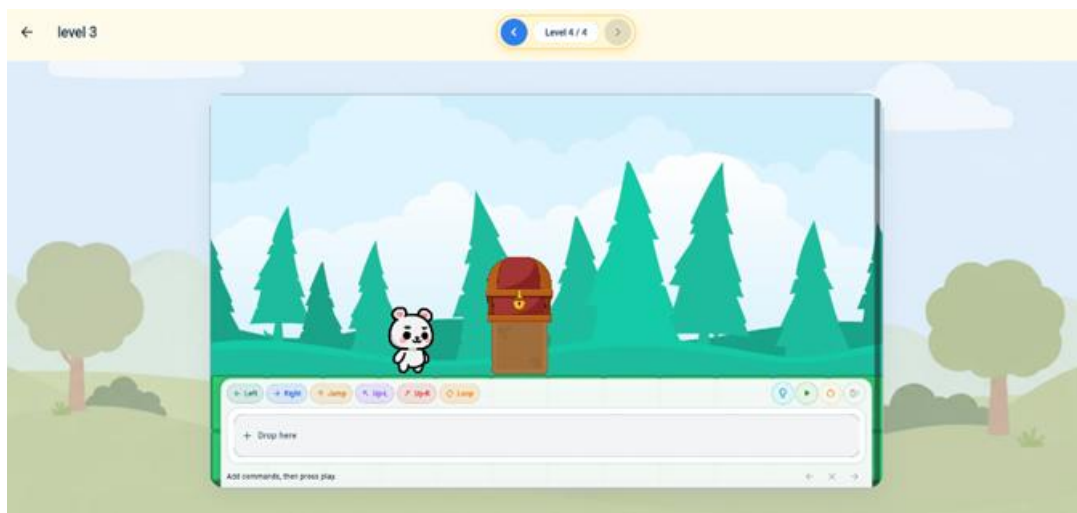 ← level 3
Level 4 / 4
← Left → Right Jump ↖ Up-L ↗ Up-R Loop
+ Drop here
Add commands, then press play.